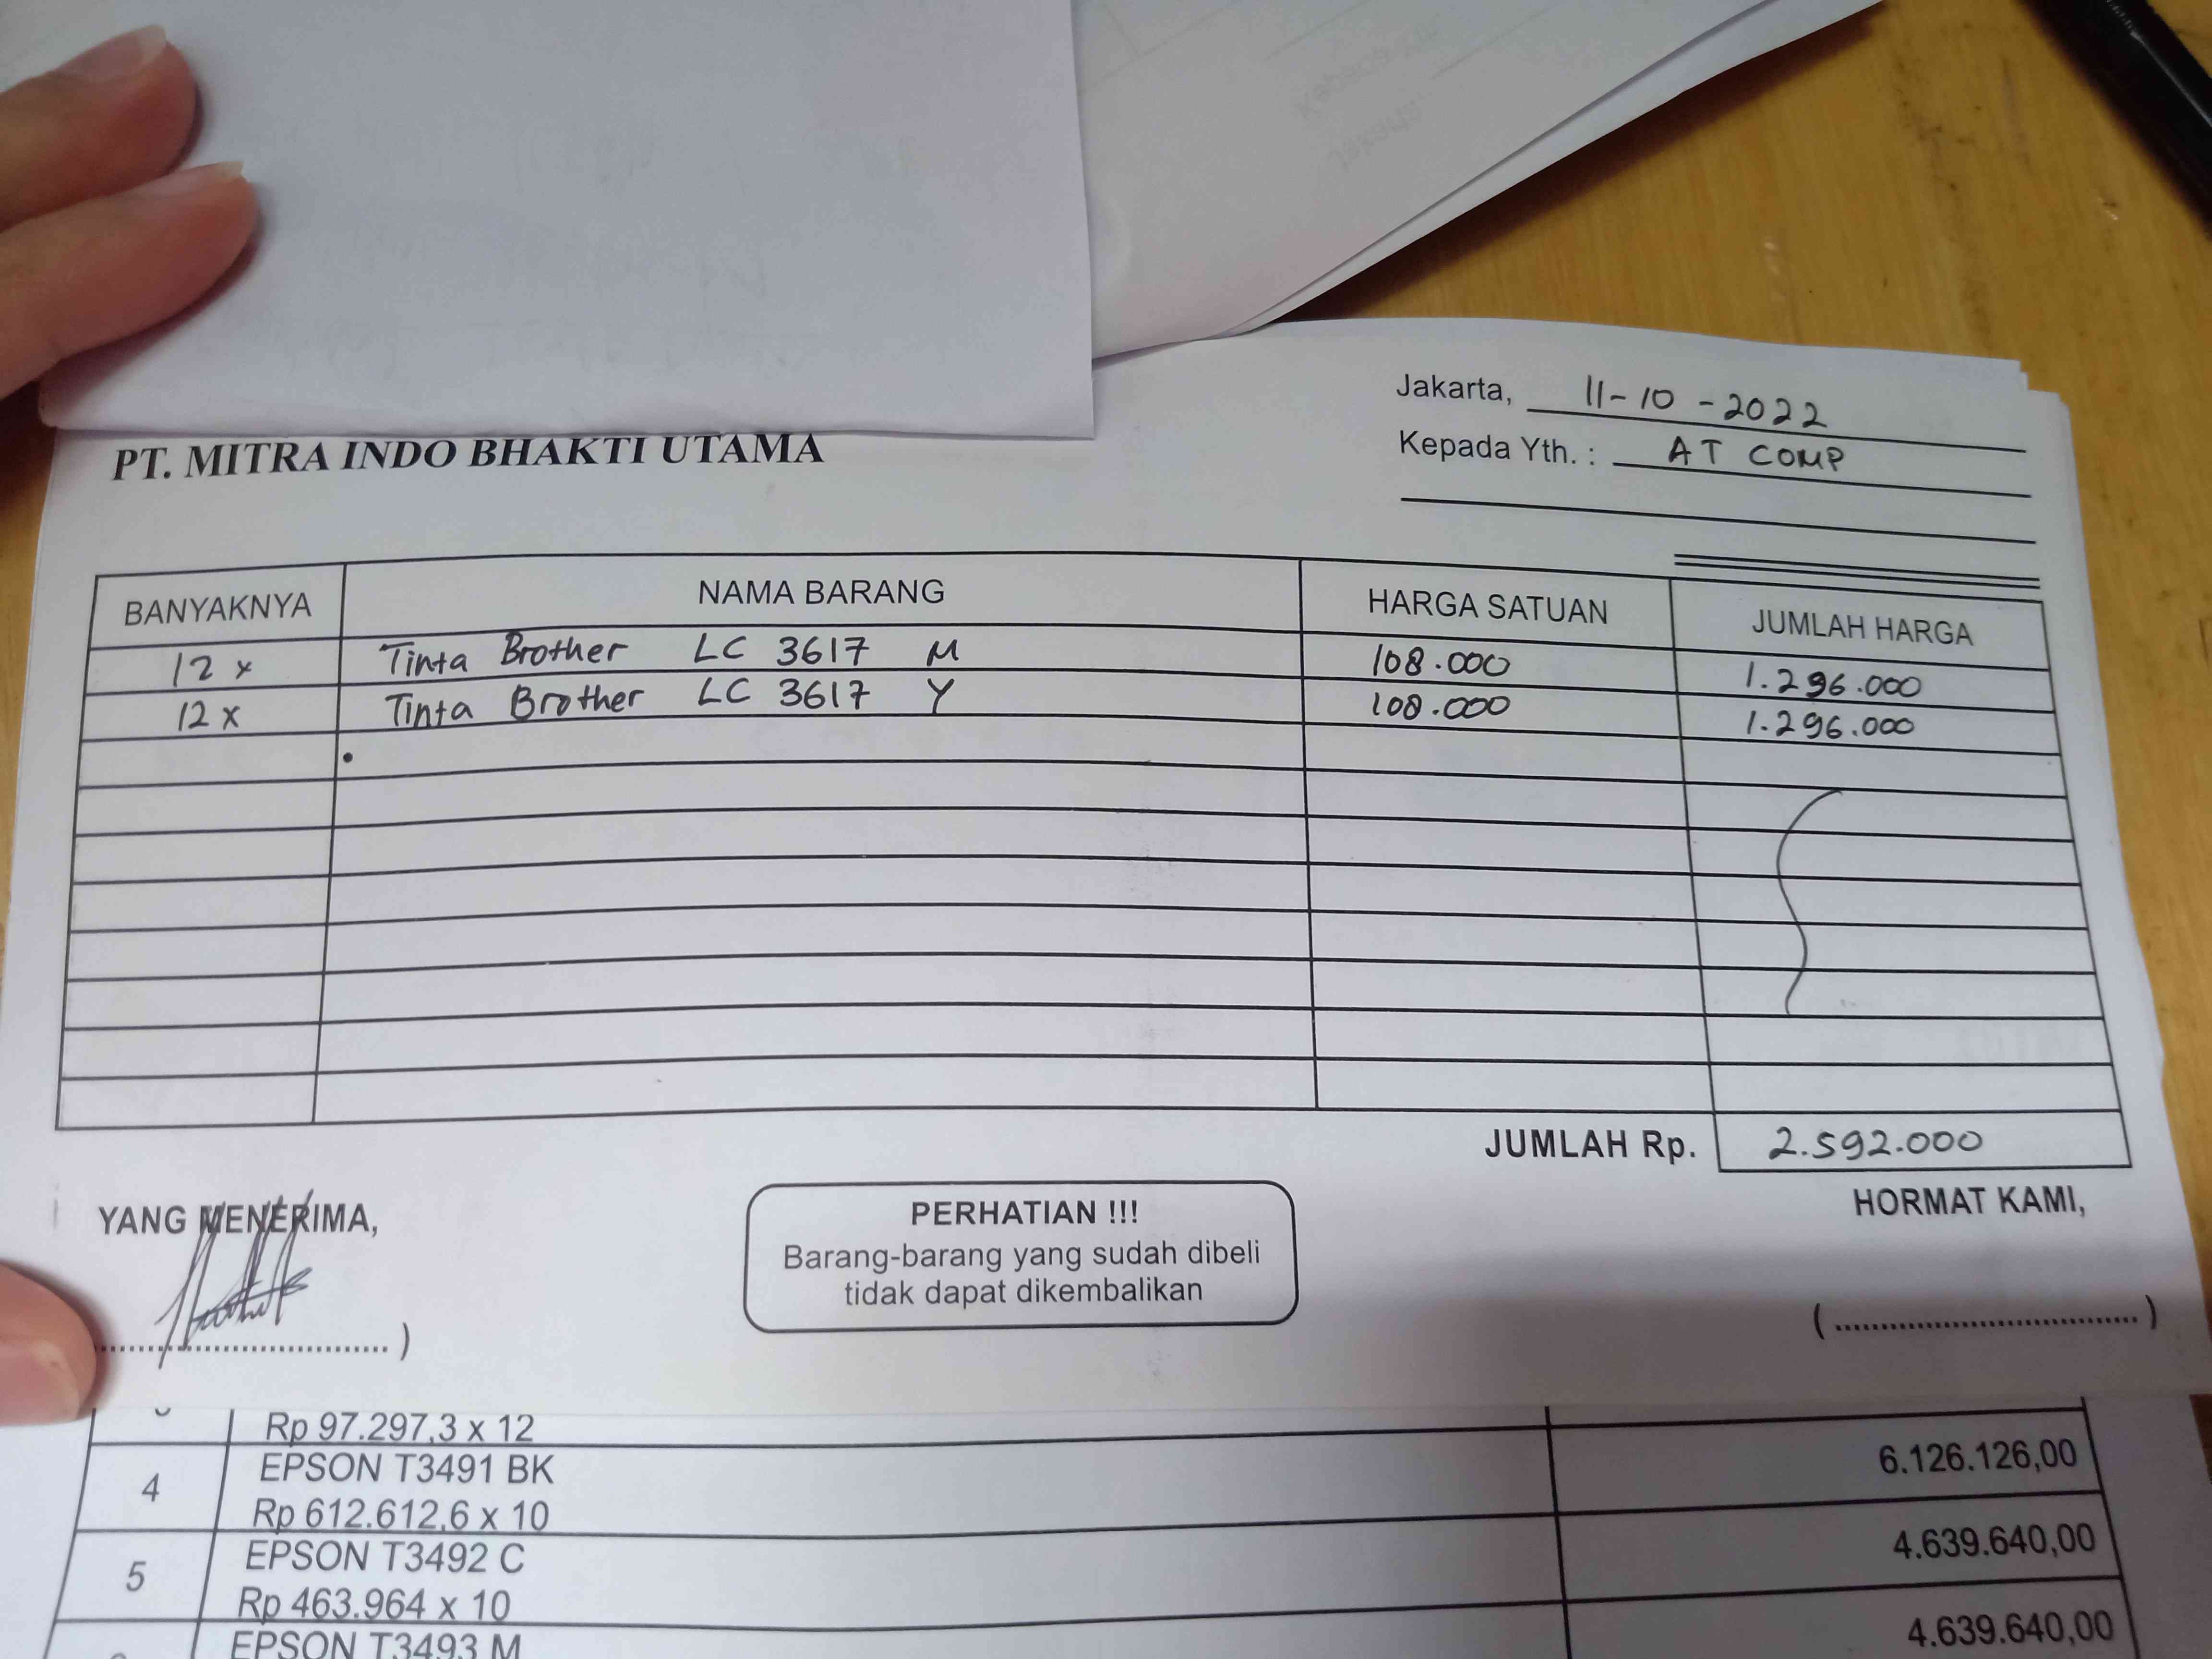 Jakarta, 11-10-2022
Kepada Yth. : AT COMP
PT. MITRA INDO BHAKTI UTAMA
BANYAKNYA NAMA BARANG HARGA SATUAN JUMLAH HARGA
12 x Tinta Brother LC 3617 M 108.000 1.296.000
12 x Tinta Brother LC 3617 Y 108.000 1.296.000
JUMLAH Rp. 2.592.000
YANG MENERIMA,
HORMAT KAMI,
PERHATIAN !!!
Barang-barang yang sudah dibeli
tidak dapat dikembalikan
Rp 97.297,3 x 12
4 EPSON T3491 BK 6.126.126,00
Rp 612.612,6 x 10
5 EPSON T3492 C 4.639.640,00
Rp 463.964 x 10
EPSON T3493 M 4.639.640,00